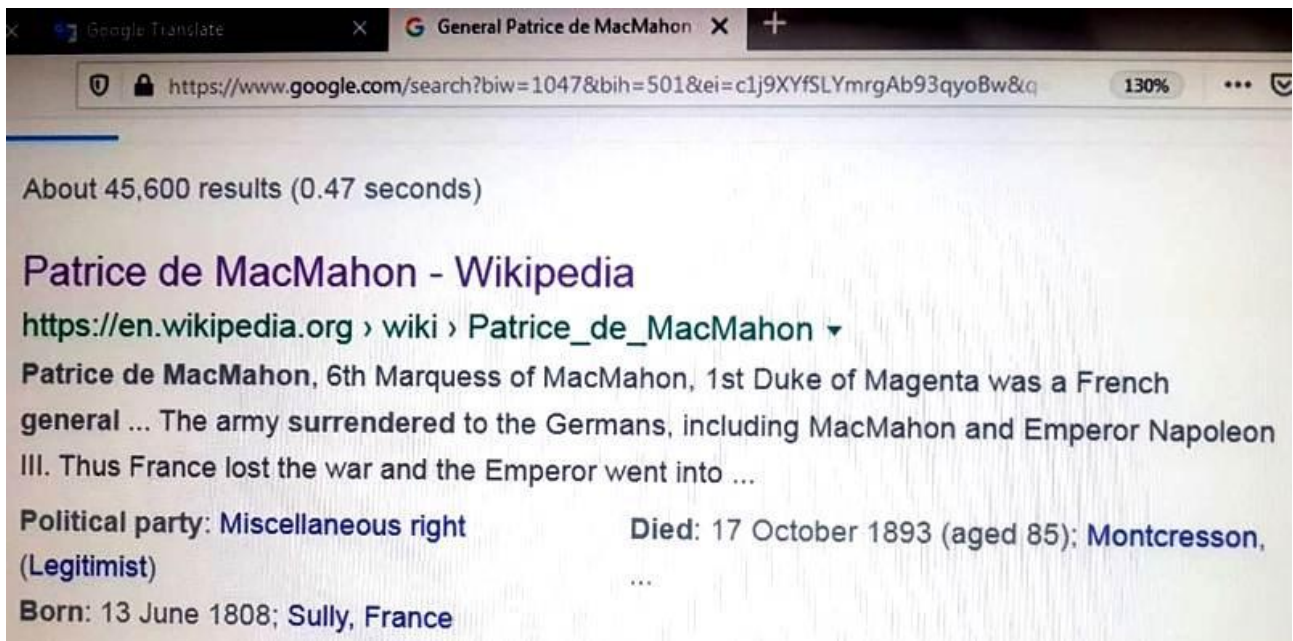 Google Translate
General Patrice de MacMahon
https://www.google.com/search?biw=1047&bih=501&ei=c1j9XYfSLYmrgAb93qyoBw&q
130%
About 45,600 results (0.47 seconds)
Patrice de MacMahon - Wikipedia
https://en.wikipedia.org › wiki › Patrice_de_MacMahon
Patrice de MacMahon, 6th Marquess of MacMahon, 1st Duke of Magenta was a French
general ... The army surrendered to the Germans, including MacMahon and Emperor Napoleon
III. Thus France lost the war and the Emperor went into ...
Political party: Miscellaneous right
(Legitimist)
Died: 17 October 1893 (aged 85); Montcresson,
...
Born: 13 June 1808; Sully, France